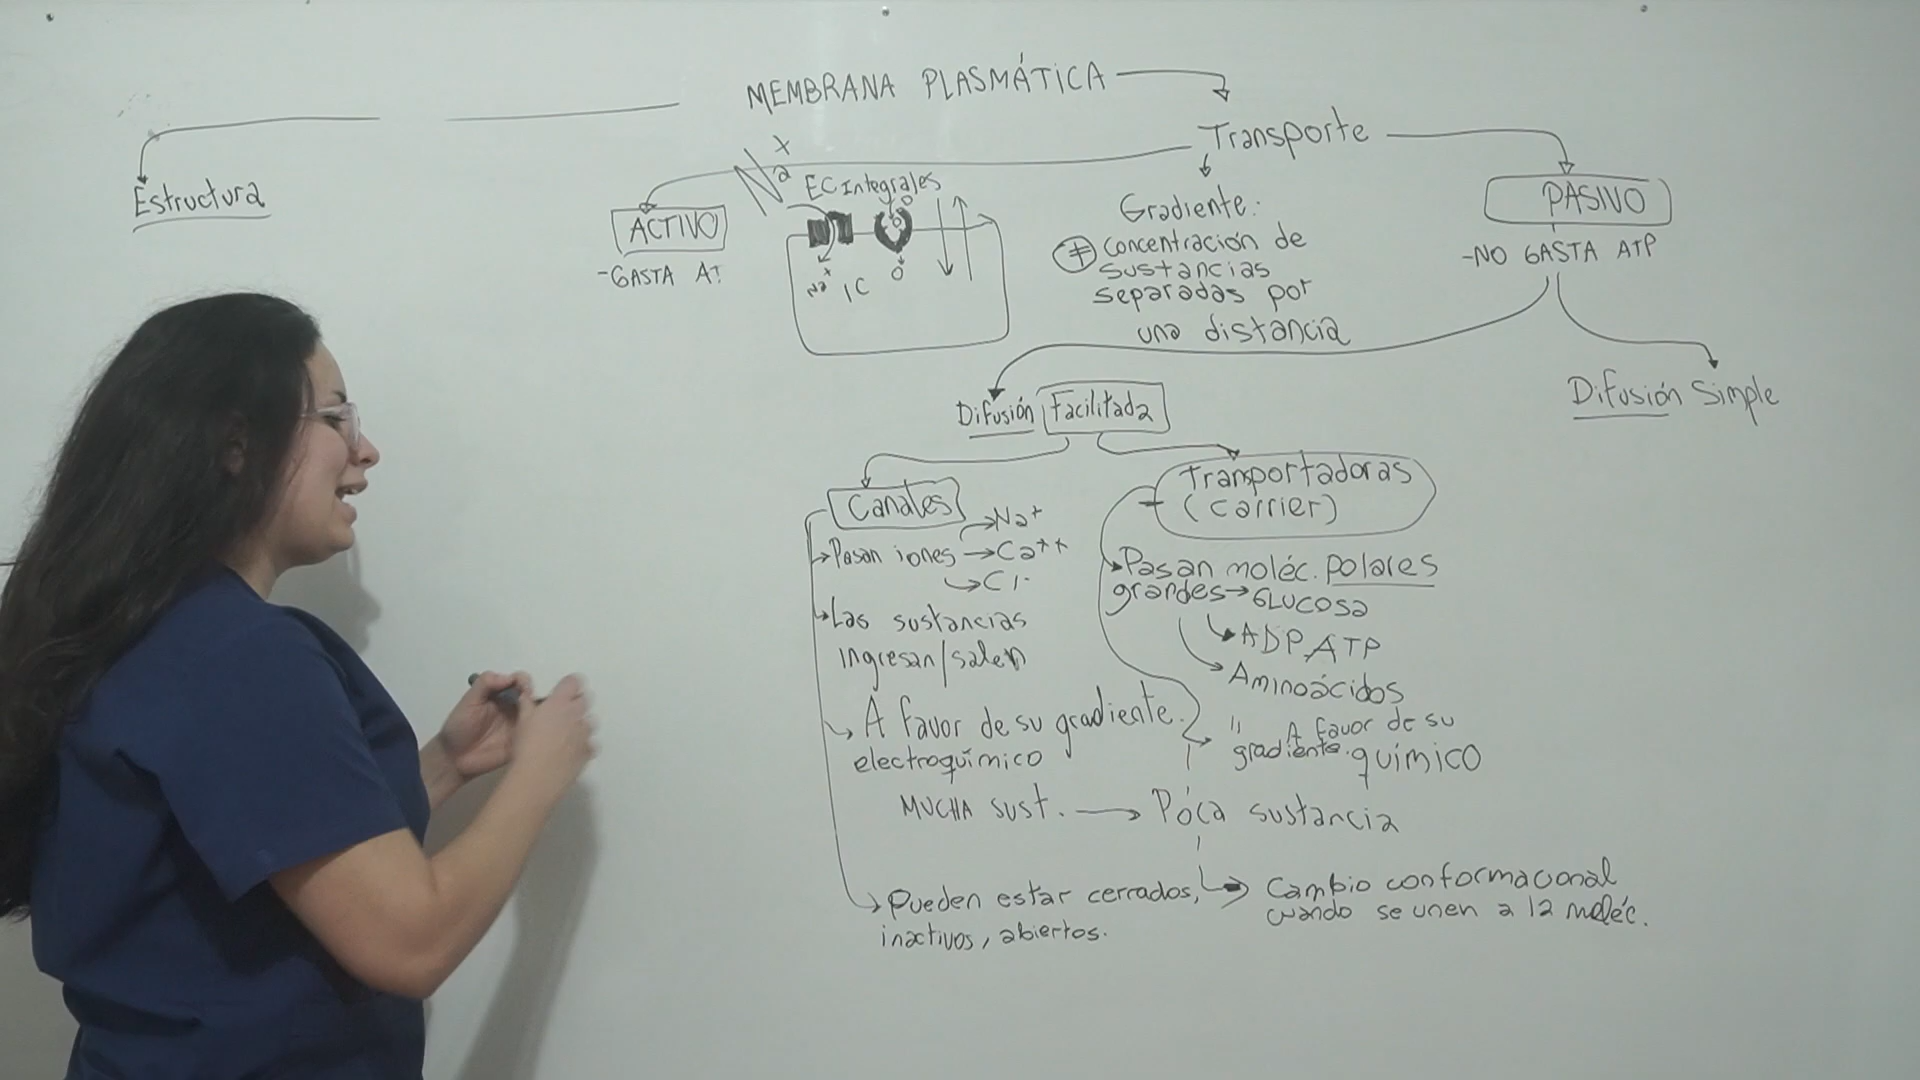 MEMBRANA PLASMÁTICA
Estructura
Transporte
ACTIVO
-GASTA AT
Na+
EC Integrales
Na+
IC
Gradiente:
≠ concentración de
sustancias
separadas por
una distancia
PASIVO
-NO GASTA ATP
Difusión Facilitada
Difusión Simple
Canales
Pasan iones → Na+
→ Ca++
→ Cl-
Las sustancias
ingresan/salen
A favor de su gradiente
electroquímico
Transportadoras
(carrier)
Pasan moléc. polares
grandes → GLUCOSA
ADP, ATP
Aminoácidos
" A favor de su
gradiente químico
MUCHA SUST. → Poca sustancia
Pueden estar cerrados,
inactivos, abiertos.
Cambio conformacional
cuando se unen a la moléc.